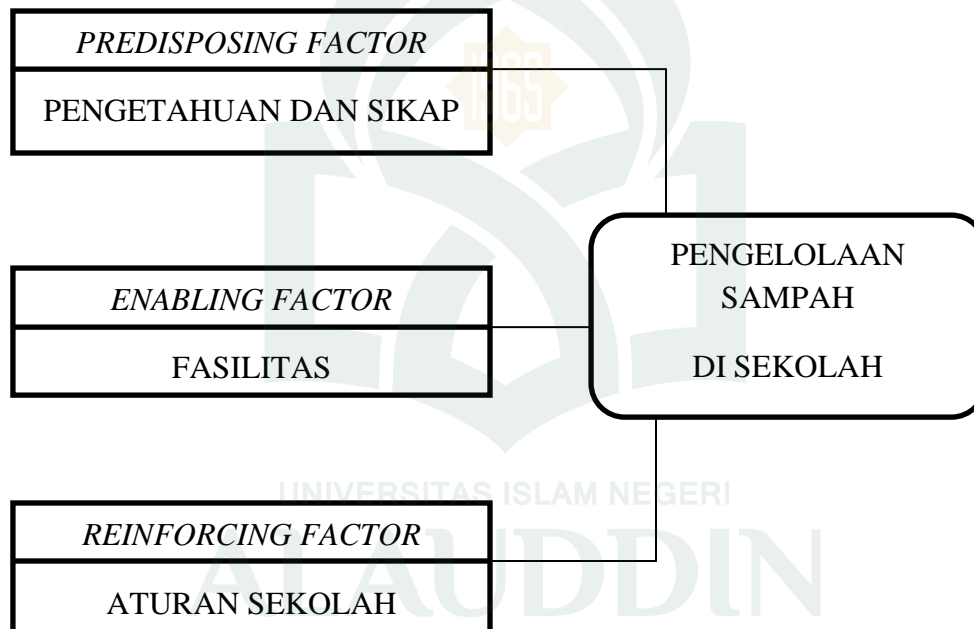 PREDISPOSING FACTOR
PENGETAHUAN DAN SIKAP
ENABLING FACTOR
FASILITAS
REINFORCING FACTOR
ATURAN SEKOLAH
PENGELOLAAN
SAMPAH
DI SEKOLAH
1965
UNIVERSITAS ISLAM NEGERI
ALAUDDIN